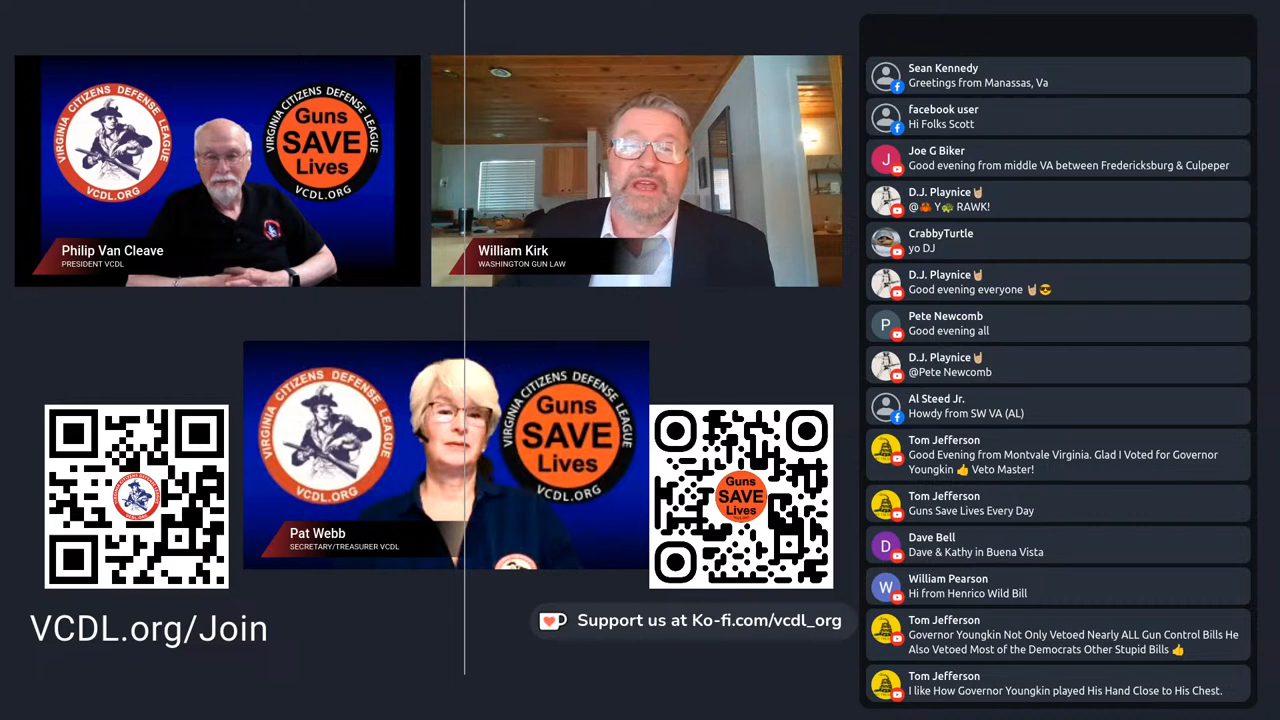 VIRGINIA CITIZENS DEFENSE LEAGUE
VCDL.ORG
VIRGINIA CITIZENS DEFENSE LEAGUE
Guns
SAVE
Lives
VCDL.ORG
Philip Van Cleave
PRESIDENT VCDL
William Kirk
WASHINGTON GUN LAW
VIRGINIA CITIZENS DEFENSE LEAGUE
VCDL.ORG
VIRGINIA CITIZENS DEFENSE LEAGUE
Guns
SAVE
Lives
VCDL.ORG
Pat Webb
SECRETARY/TREASURER VCDL
Guns
SAVE
Lives
VCDL.org/Join
Support us at Ko-fi.com/vcdl_org
Sean Kennedy
Greetings from Manassas, Va
facebook user
Hi Folks Scott
J
Joe G Biker
Good evening from middle VA between Fredericksburg & Culpeper
D.J. Playnice🤘🏼
@🦀 Y🐢 RAWK!
CrabbyTurtle
yo DJ
D.J. Playnice🤘🏼
Good evening everyone 🤘🏼😎
P
Pete Newcomb
Good evening all
D.J. Playnice🤘🏼
@Pete Newcomb
Al Steed Jr.
Howdy from SW VA (AL)
Tom Jefferson
Good Evening from Montvale Virginia. Glad I Voted for Governor
Youngkin 👍 Veto Master!
Tom Jefferson
Guns Save Lives Every Day
D
Dave Bell
Dave & Kathy in Buena Vista
W
William Pearson
Hi from Henrico Wild Bill
Tom Jefferson
Governor Youngkin Not Only Vetoed Nearly ALL Gun Control Bills He
Also Vetoed Most of the Democrats Other Stupid Bills 👍
Tom Jefferson
I like How Governor Youngkin played His Hand Close to His Chest.